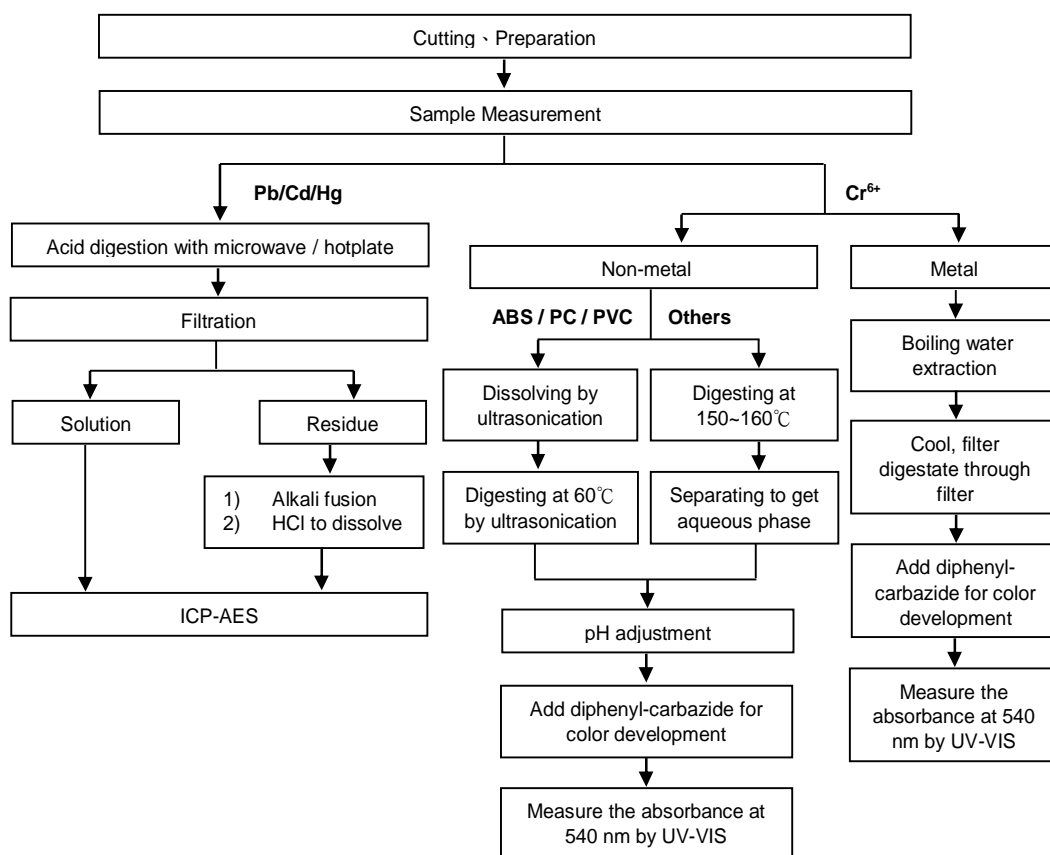 Cutting、Preparation
Sample Measurement
Pb/Cd/Hg
Cr⁶⁺
Acid digestion with microwave / hotplate
Filtration
Solution
Residue
1) Alkali fusion
2) HCl to dissolve
ICP-AES
Non-metal
ABS / PC / PVC
Others
Dissolving by
ultrasonication
Digesting at 60℃
by ultrasonication
Digesting at
150~160℃
Separating to get
aqueous phase
pH adjustment
Add diphenyl-carbazide for
color development
Measure the absorbance at
540 nm by UV-VIS
Metal
Boiling water
extraction
Cool, filter
digestate through
filter
Add diphenyl-
carbazide for color
development
Measure the
absorbance at 540
nm by UV-VIS